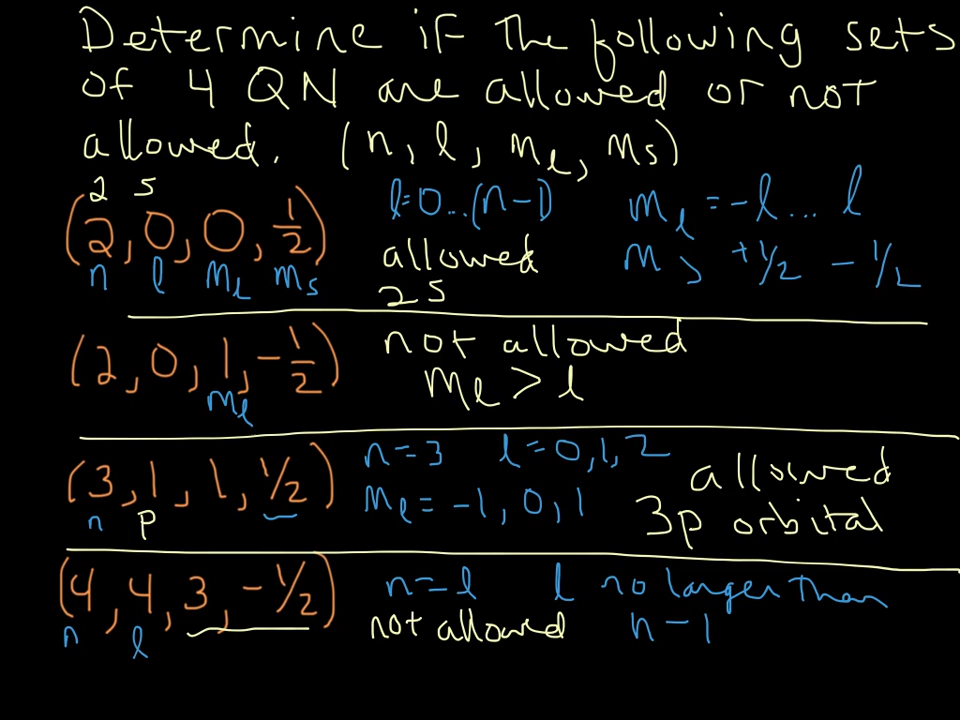 Determine if the following sets
of 4 QN are allowed or not
allowed. (n, l, ml, ms)
2 s
(2, 0, 0, 1/2) l=0...(n-1) ml = -l... l
n l ml ms allowed ms +1/2 -1/2
2s
(2, 0, 1, -1/2) not allowed
ml ml > l
(3, 1, 1, 1/2) n=3 l=0,1,2 allowed
n p ml = -1, 0, 1 3p orbital
(4, 4, 3, -1/2) n=l l no larger than
n l not allowed n-1